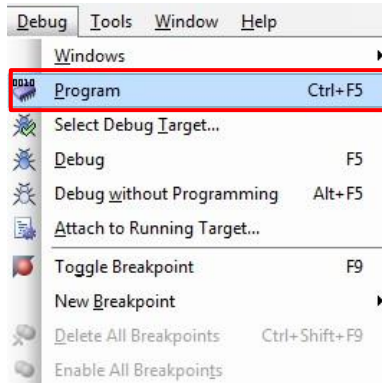 Debug Tools Window Help
Windows
0010
Program Ctrl+F5
Select Debug Target...
Debug F5
Debug without Programming Alt+F5
Attach to Running Target...
Toggle Breakpoint F9
New Breakpoint
Delete All Breakpoints Ctrl+Shift+F9
Enable All Breakpoints